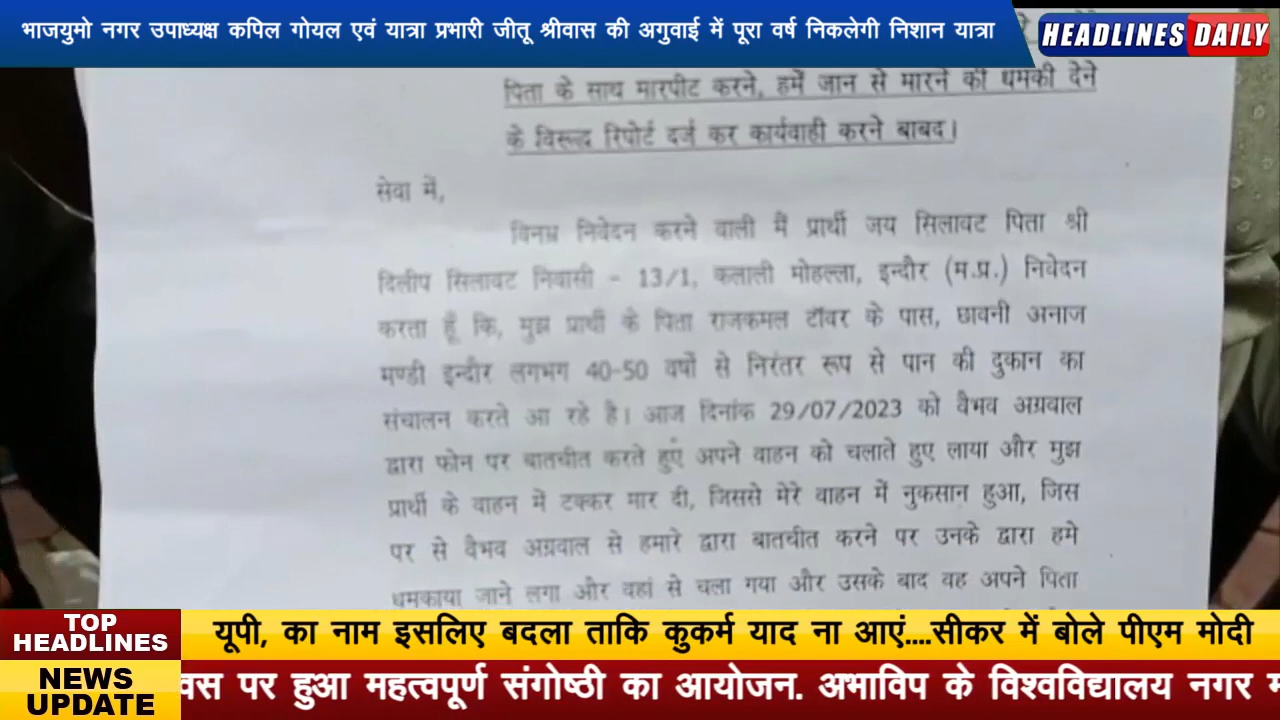 भाजयुमो नगर उपाध्यक्ष कपिल गोयल एवं यात्रा प्रभारी जीतू श्रीवास की अगुवाई में पूरा वर्ष निकलेगी निशान यात्रा
HEADLINES DAILY
पिता के साथ मारपीट करने, हमें जान से मारने की धमकी देने
के विरूद्ध रिपोर्ट दर्ज कर कार्यवाही करने बाबद।
सेवा में,
विनम्र निवेदन करने वाली मैं प्रार्थी जय सिलावट पिता श्री
दिलीप सिलावट निवासी - 13/1, कलाली मोहल्ला, इन्दौर (म.प्र.) निवेदन
करता हूँ कि, मुझ प्रार्थी के पिता राजकमल टॉवर के पास, छावनी अनाज
मण्डी इन्दौर लगभग 40-50 वर्षो से निरंतर रूप से पान की दुकान का
संचालन करते आ रहे है। आज दिनांक 29/07/2023 को वैभव अग्रवाल
द्वारा फोन पर बातचीत करते हुए अपने वाहन को चलाते हुए लाया और मुझ
प्रार्थी के वाहन में टक्कर मार दी, जिससे मेरे वाहन में नुकसान हुआ, जिस
पर से वैभव अग्रवाल से हमारे द्वारा बातचीत करने पर उनके द्वारा हमे
धमकाया जाने लगा और वहां से चला गया और उसके बाद वह अपने पिता
TOP HEADLINES
यूपी, का नाम इसलिए बदला ताकि कुकर्म याद ना आएं....सीकर में बोले पीएम मोदी
NEWS UPDATE
वस पर हुआ महत्वपूर्ण संगोष्ठी का आयोजन. अभाविप के विश्वविद्यालय नगर